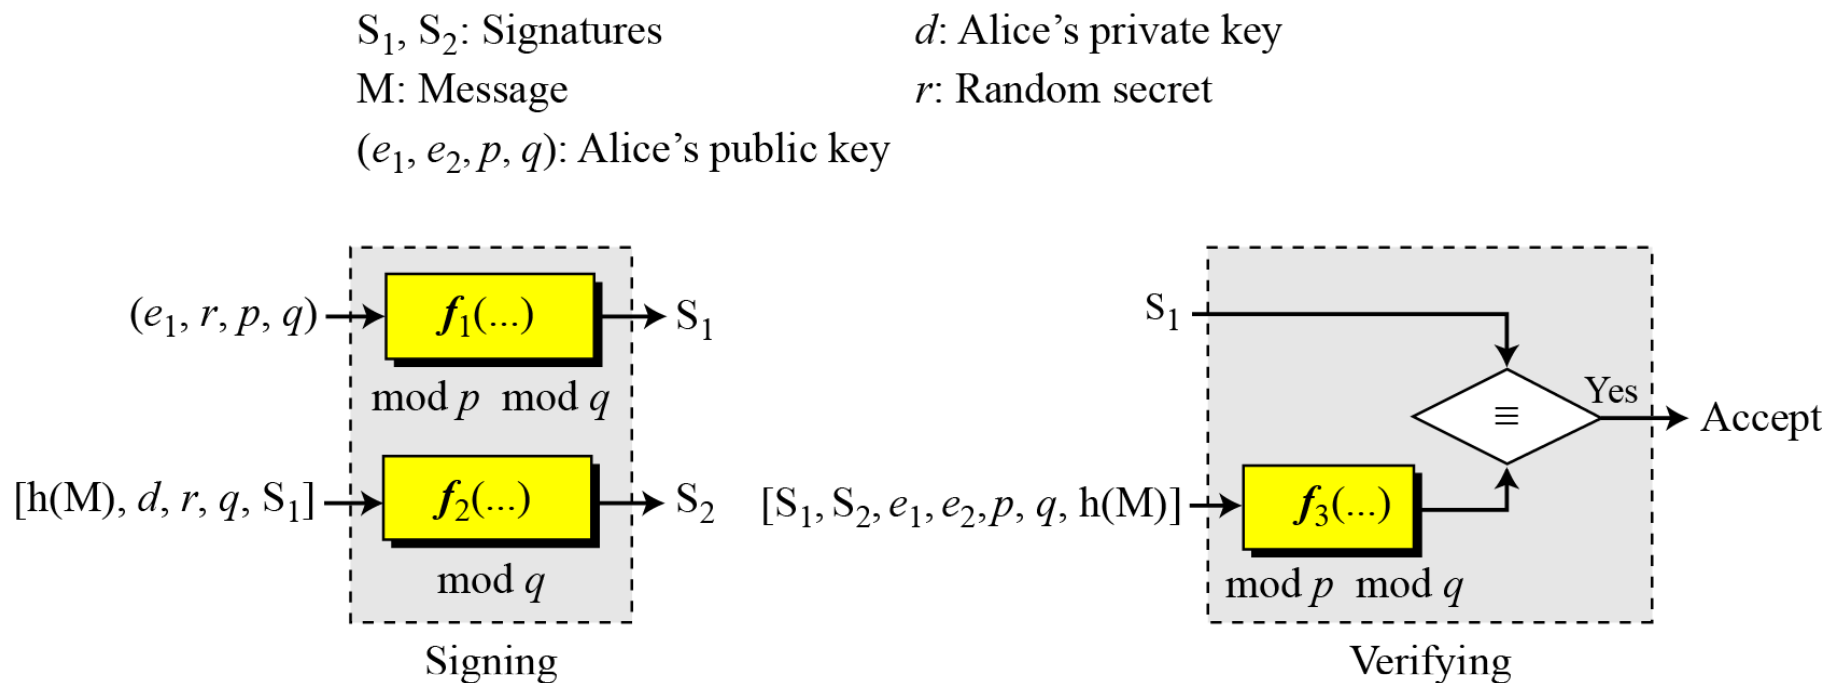 S₁, S₂: Signatures
d: Alice’s private key
M: Message
r: Random secret
(e₁, e₂, p, q): Alice’s public key
(e₁, r, p, q)
f₁(...)
S₁
mod p mod q
[h(M), d, r, q, S₁]
f₂(...)
S₂
mod q
Signing
S₁
≡
Yes
Accept
[S₁, S₂, e₁, e₂, p, q, h(M)]
f₃(...)
mod p mod q
Verifying